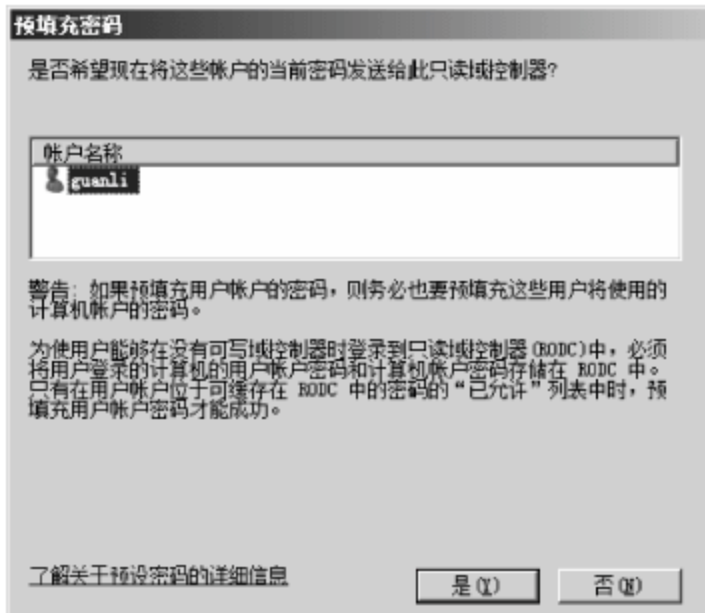 预填充密码
是否希望现在将这些帐户的当前密码发送给此只读域控制器?
帐户名称
guanli
警告: 如果预填充用户帐户的密码，则务必也要预填充这些用户将使用的
计算机帐户的密码。
为使用户能够在没有可写域控制器时登录到只读域控制器(RODC)中，必须
将用户登录的计算机的用户帐户密码和计算机帐户密码存储在 RODC 中。
只有在用户帐户位于可缓存在 RODC 中的密码的“已允许”列表中时，预
填充用户帐户密码才能成功。
了解关于预设密码的详细信息
是(Y)
否(N)